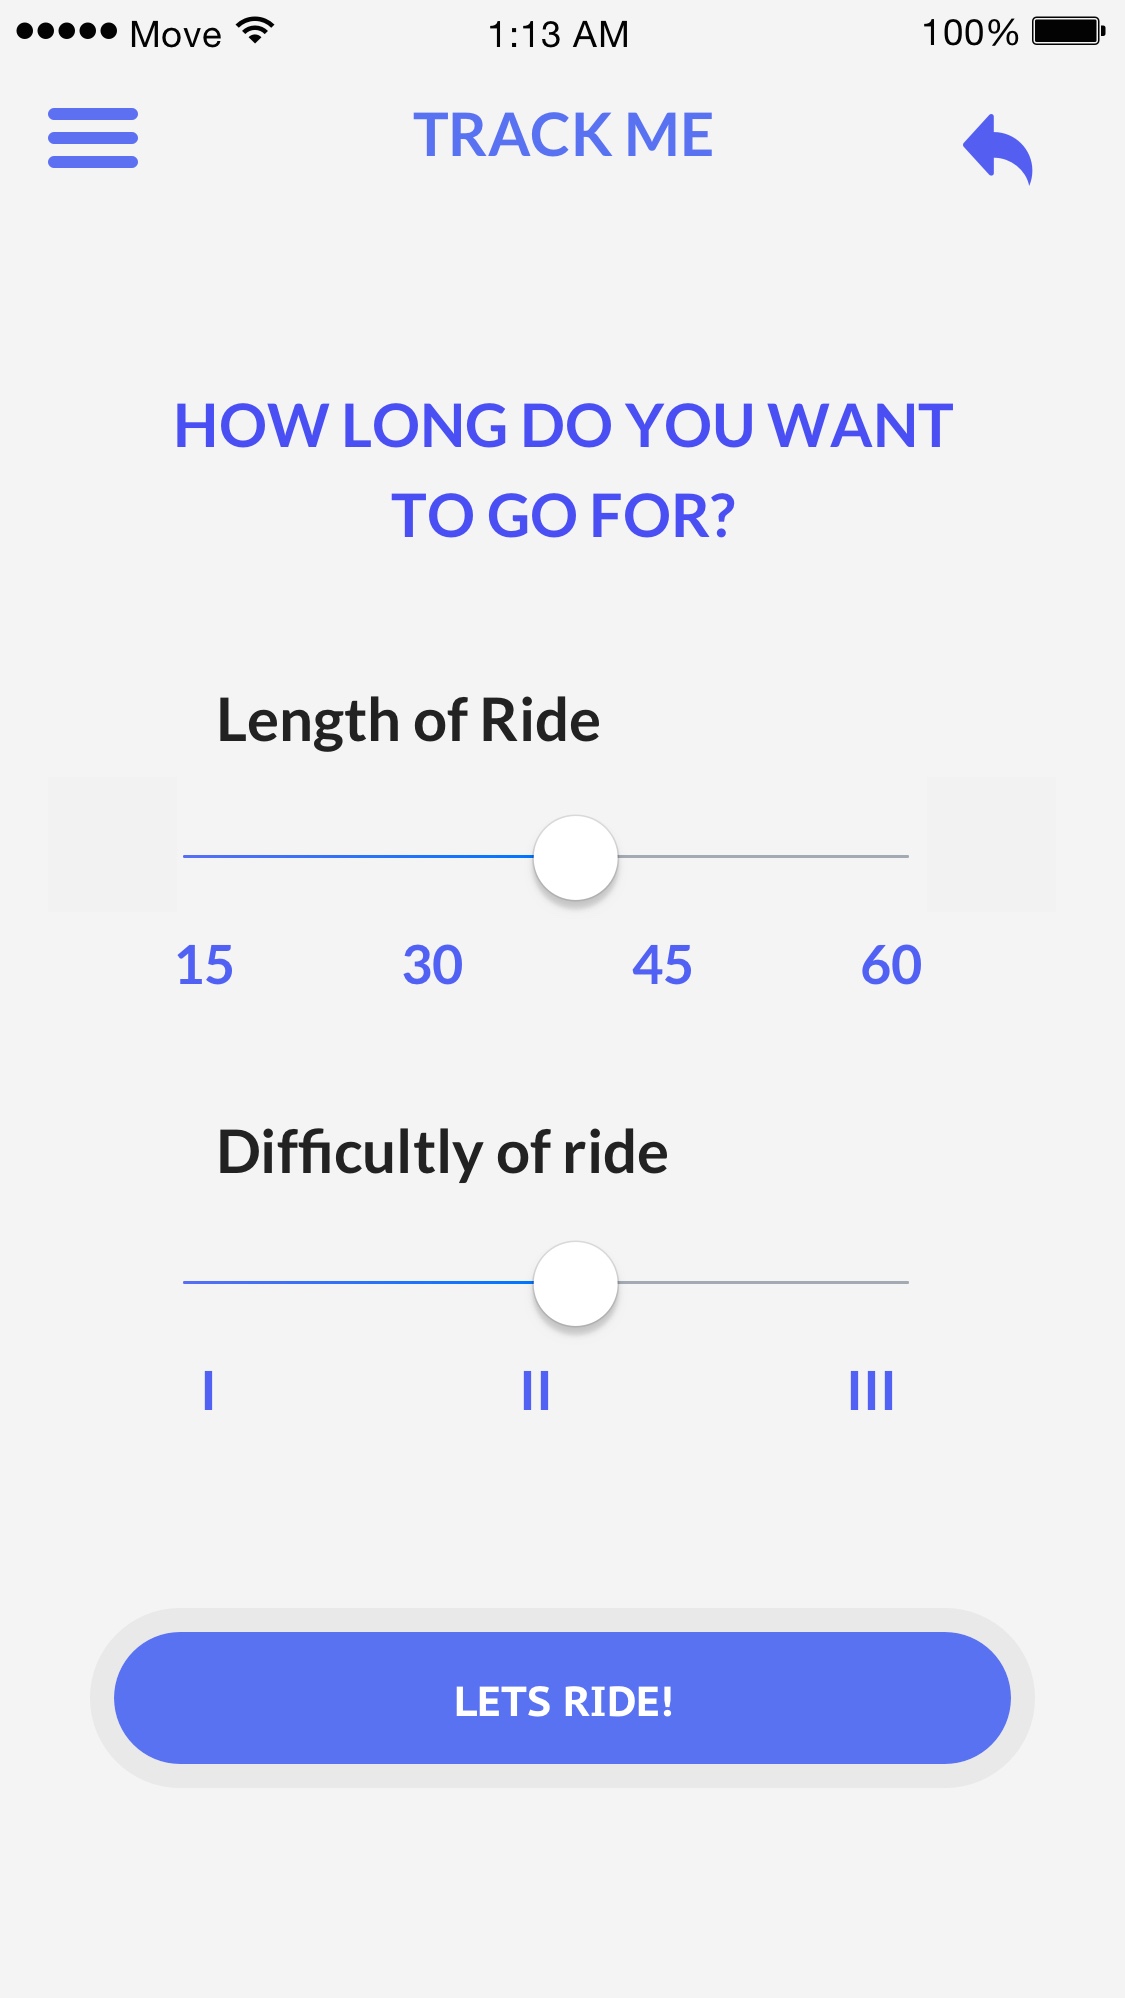 Move 1:13 AM 100%
TRACK ME
HOW LONG DO YOU WANT
TO GO FOR?
Length of Ride
15 30 45 60
Difficultly of ride
I II III
LETS RIDE!